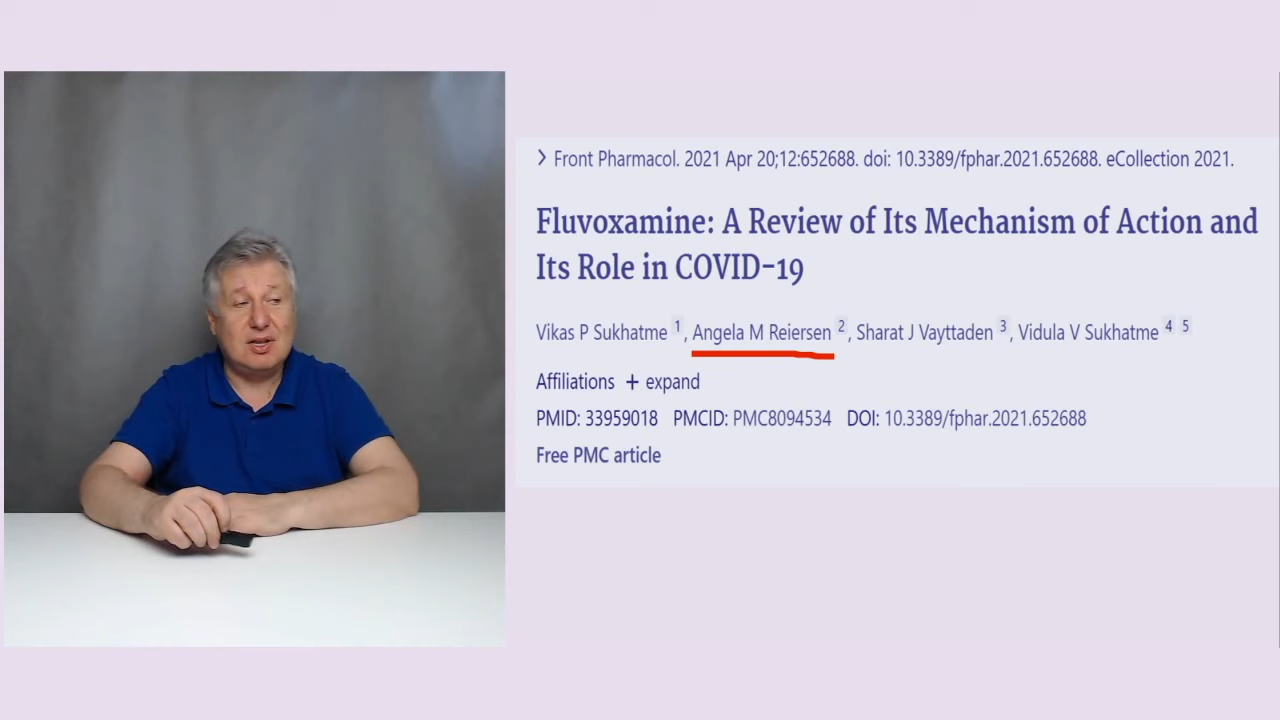 Front Pharmacol. 2021 Apr 20;12:652688. doi: 10.3389/fphar.2021.652688. eCollection 2021.
Fluvoxamine: A Review of Its Mechanism of Action and
Its Role in COVID-19
Vikas P Sukhatme 1, Angela M Reiersen 2, Sharat J Vayttaden 3, Vidula V Sukhatme 4 5
Affiliations + expand
PMID: 33959018 PMCID: PMC8094534 DOI: 10.3389/fphar.2021.652688
Free PMC article